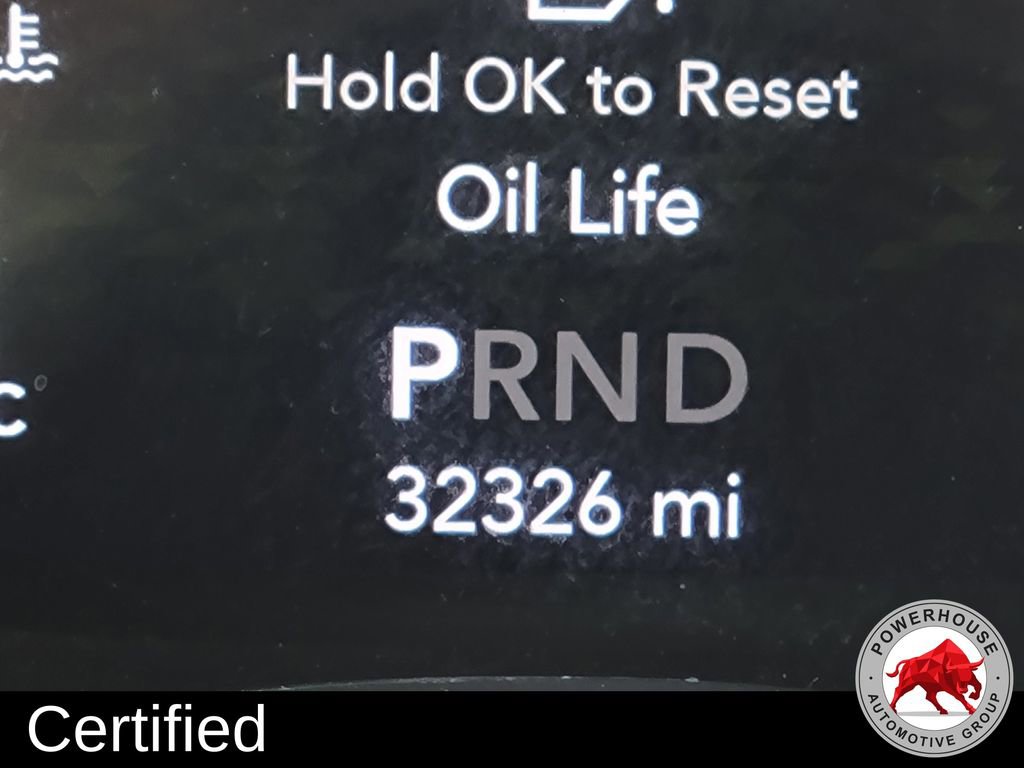 Hold OK to Reset
Oil Life
PRND
C
32326 mi
POWERHOUSE
AUTOMOTIVE GROUP
Certified